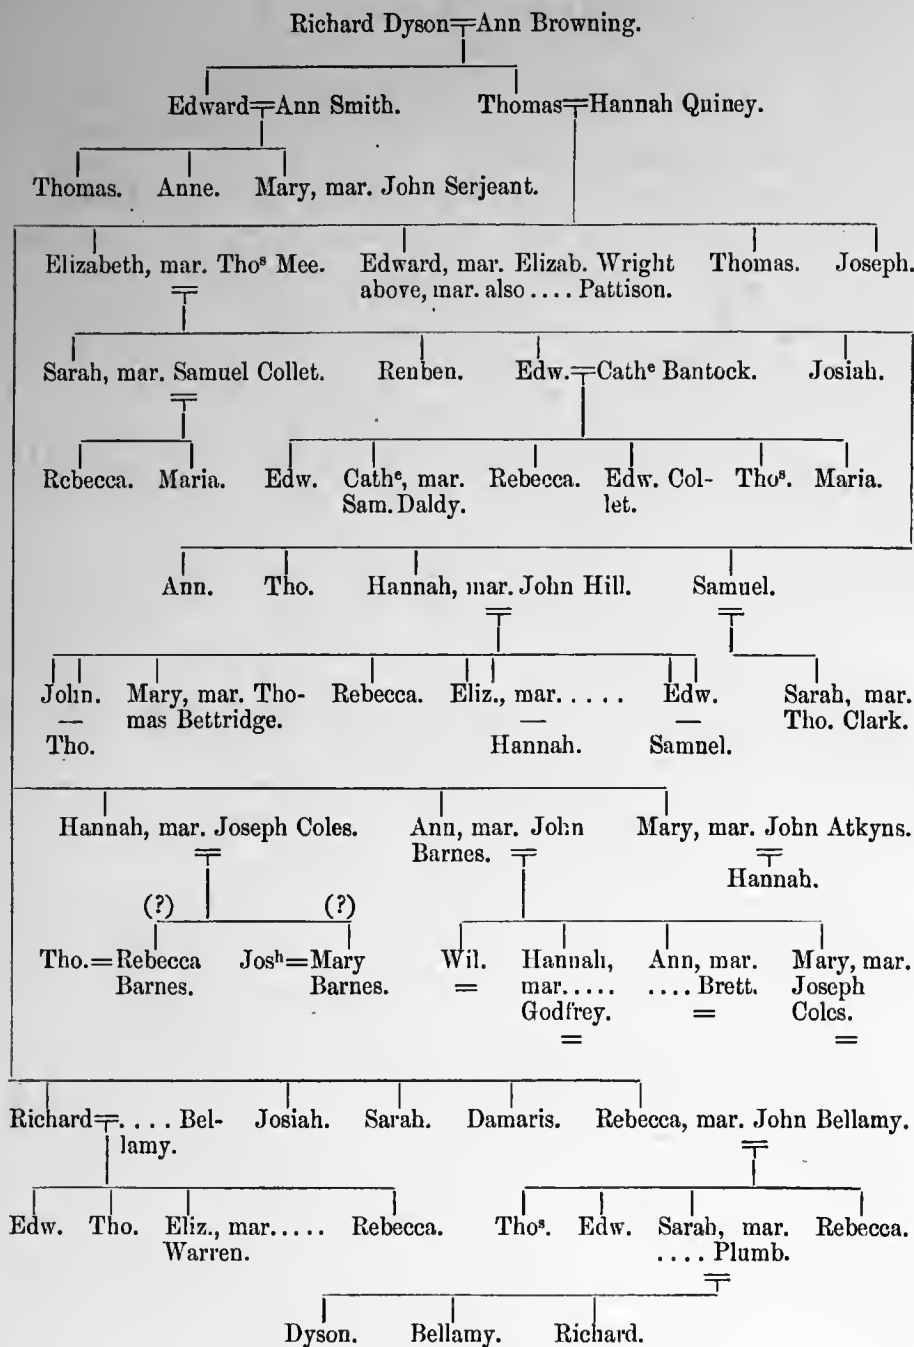 Richard Dyson=Ann Browning.
Edward=Ann Smith. Thomas=Hannah Quiney.
Thomas. Anne. Mary, mar. John Serjeant.
Elizabeth, mar. Thoˢ Mee. Edward, mar. Elizab. Wright Thomas. Joseph.
above, mar. also .... Pattison.
Sarah, mar. Samuel Collet. Reuben. Edw.=Cathᵉ Bantock. Josiah.
Rebecca. Maria. Edw. Cathᵉ, mar. Rebecca. Edw. Col- Thoˢ. Maria.
Sam. Daldy. let.
Ann. Tho. Hannah, mar. John Hill. Samuel.
John. Mary, mar. Tho- Rebecca. Eliz., mar..... Edw. Sarah, mar.
— mas Bettridge. — — Tho. Clark.
Tho. Hannah. Samuel.
Hannah, mar. Joseph Coles. Ann, mar. John Mary, mar. John Atkyns.
Barnes.
Hannah.
(?) (?)
Tho.=Rebecca Josʰ=Mary Wil. Hannah, Ann, mar. Mary, mar.
Barnes. Barnes. = mar..... .... Brett. Joseph
Godfrey. = Coles.
= =
Richard=.... Bel- Josiah. Sarah. Damaris. Rebecca, mar. John Bellamy.
lamy.
Edw. Tho. Eliz., mar..... Rebecca. Thoˢ. Edw. Sarah, mar. Rebecca.
Warren. .... Plumb.
Dyson. Bellamy. Richard.